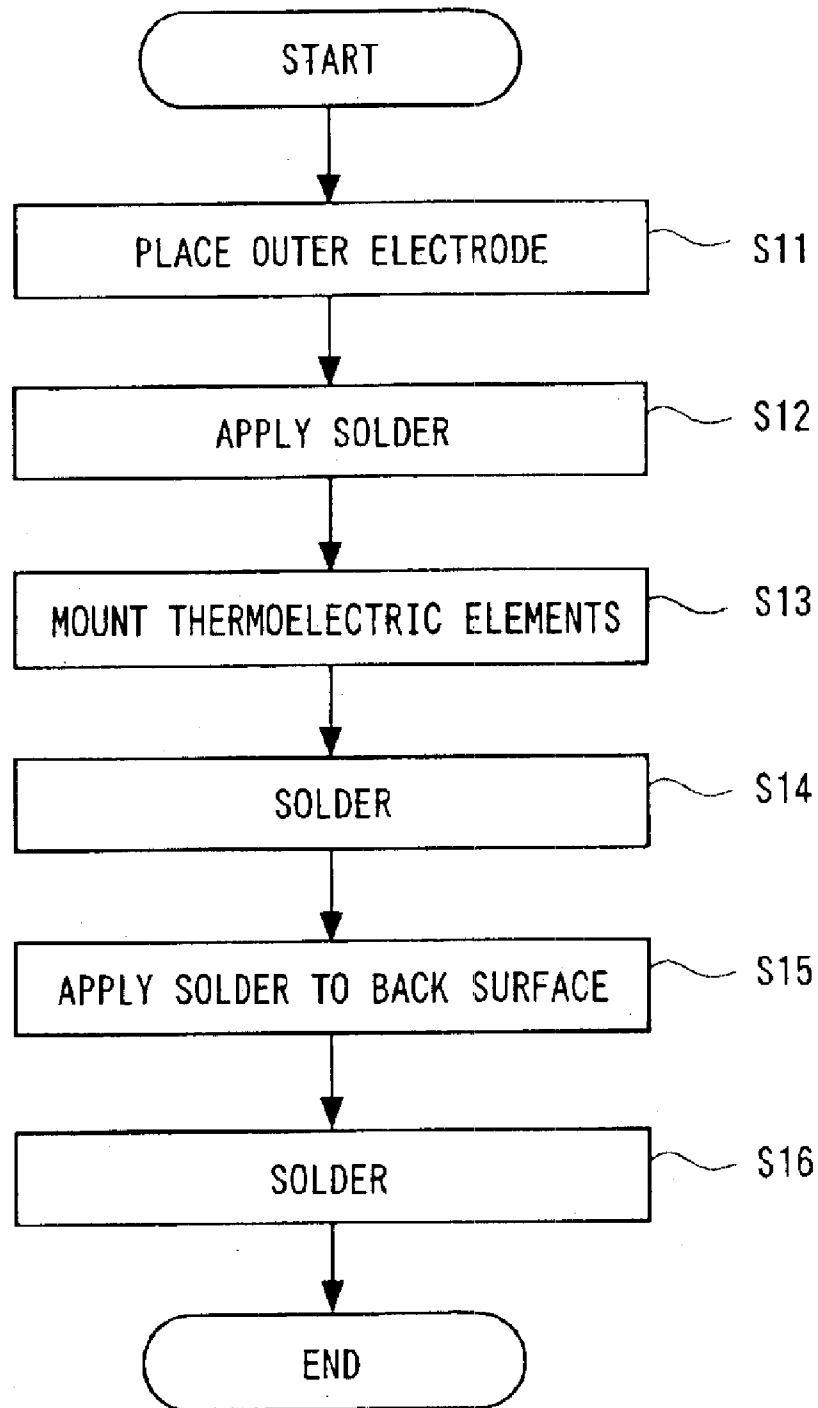 START
PLACE OUTER ELECTRODE
S11
APPLY SOLDER
S12
MOUNT THERMOELECTRIC ELEMENTS
S13
SOLDER
S14
APPLY SOLDER TO BACK SURFACE
S15
SOLDER
S16
END